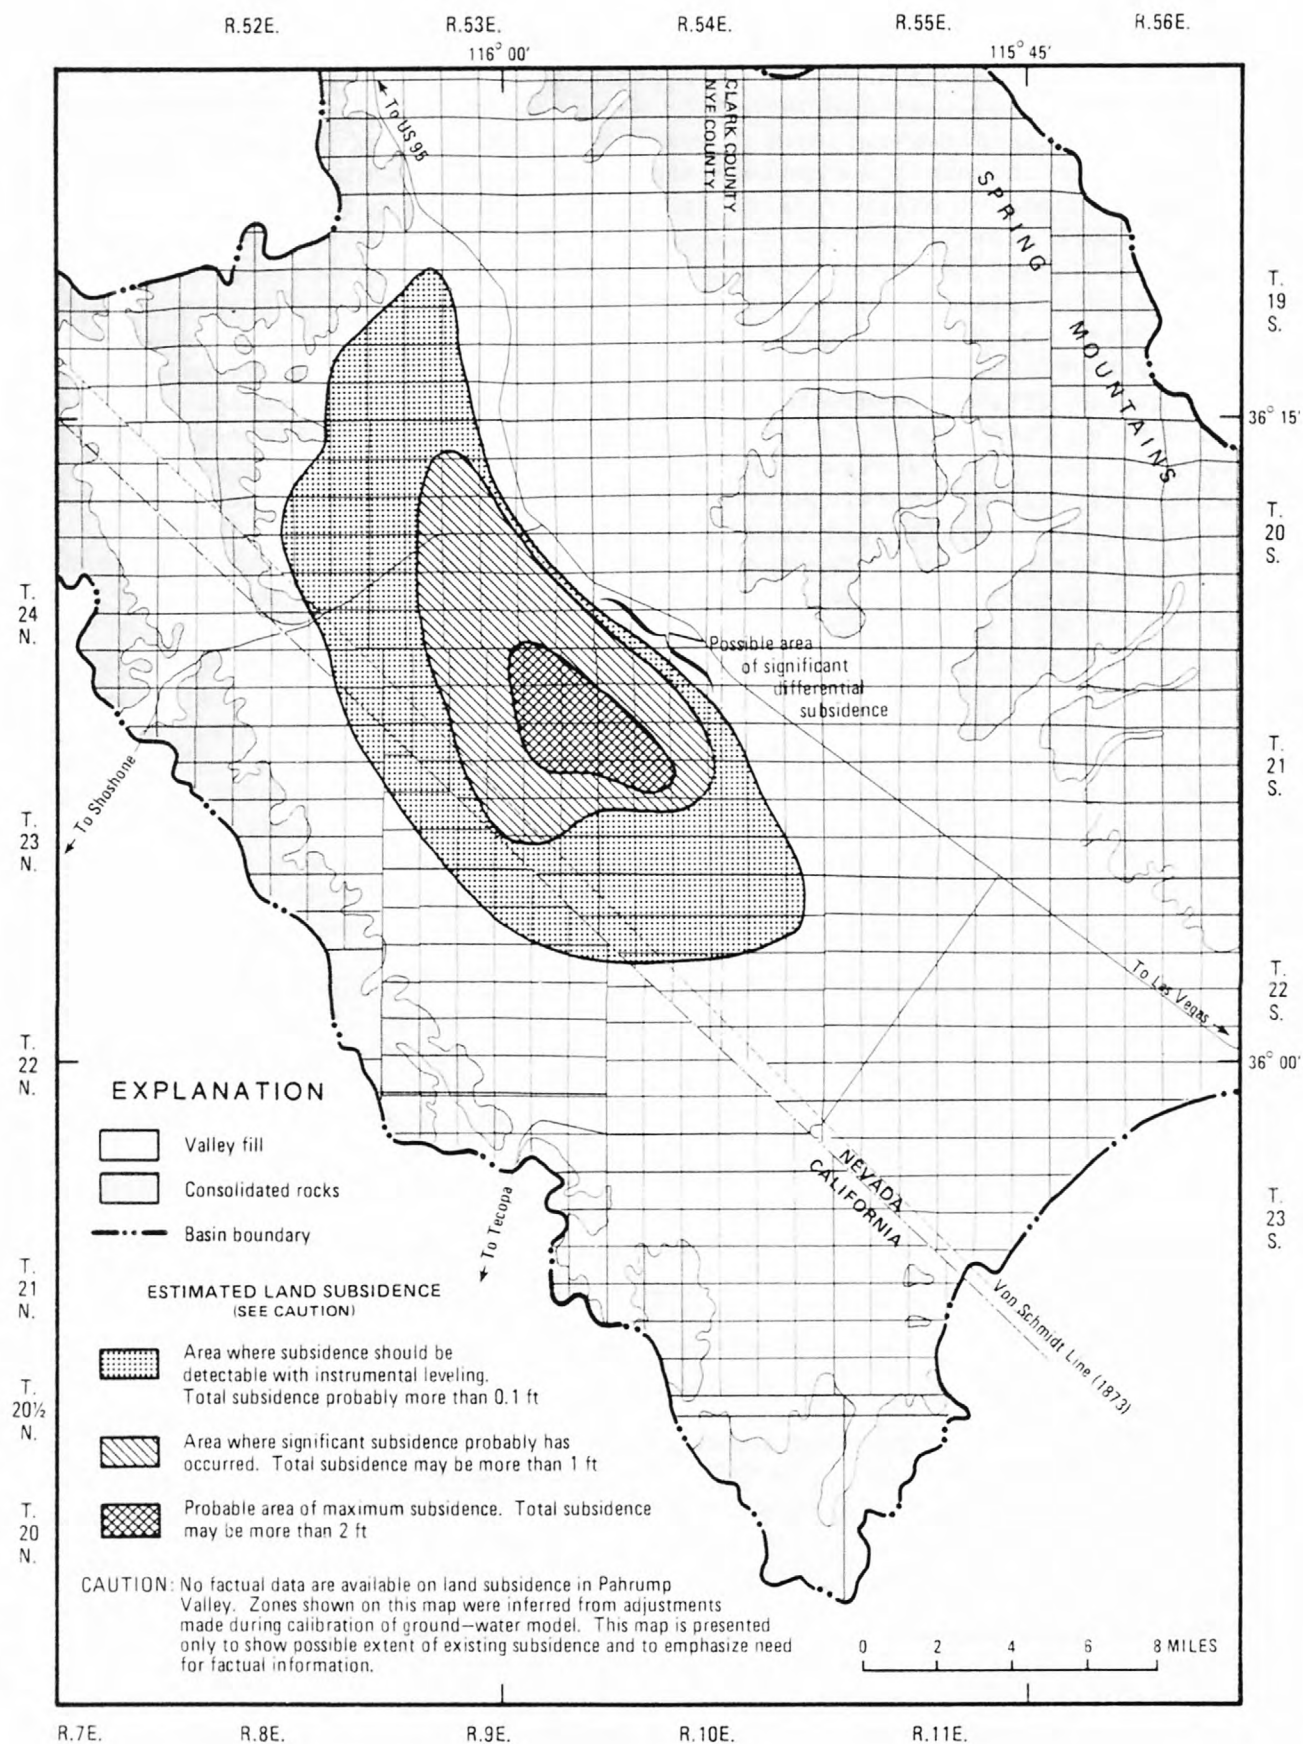 R.52E. R.53E. R.54E. R.55E. R.56E.
116° 00' 115° 45'
To US 95
CLARK COUNTY
NYE COUNTY
SPRING
MOUNTAINS
T.
19
S.
36° 15'
T.
20
S.
T.
24
N.
Possible area
of significant
differential
subsidence
T.
21
S.
To Shoshone
T.
23
N.
To Las Vegas
T.
22
S.
T.
22
N.
36° 00'
EXPLANATION
Valley fill
Consolidated rocks
Basin boundary
NEVADA
CALIFORNIA
To Tecopa
T.
23
S.
T.
21
N.
Von Schmidt Line (1873)
ESTIMATED LAND SUBSIDENCE
(SEE CAUTION)
Area where subsidence should be
detectable with instrumental leveling.
Total subsidence probably more than 0.1 ft
T.
20½
N.
Area where significant subsidence probably has
occurred. Total subsidence may be more than 1 ft
T.
20
N.
Probable area of maximum subsidence. Total subsidence
may be more than 2 ft
CAUTION: No factual data are available on land subsidence in Pahrump
Valley. Zones shown on this map were inferred from adjustments
made during calibration of ground—water model. This map is presented
only to show possible extent of existing subsidence and to emphasize need
for factual information.
0 2 4 6 8 MILES
R.7E. R.8E. R.9E. R.10E. R.11E.